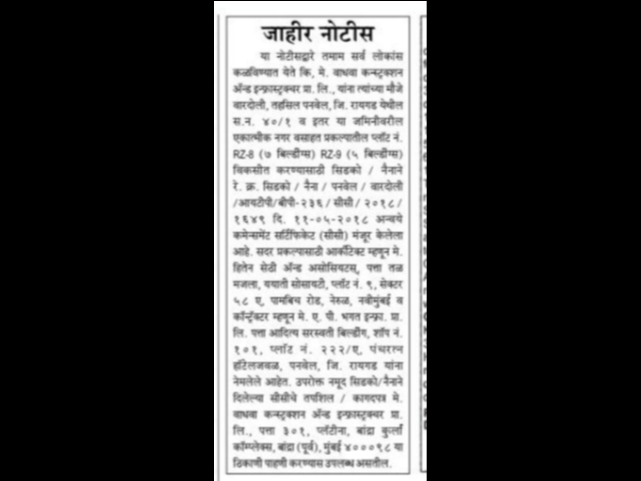 जाहीर नोटीस
या नोटीसद्वारे तमाम सर्व लोकांस
कळविण्यात येते कि, मे. वाधवा कन्स्ट्रक्शन
ॲन्ड इन्फ्रास्ट्रक्चर प्रा. लि., यांना त्यांच्या मौजे
वारदोली, तहसिल पनवेल, जि. रायगड येथील
स.न. ४०/१ व इतर या जमिनीवरील
एकात्मीक नगर वसाहत प्रकल्पातील प्लॉट नं.
RZ-8 (७ बिल्डींग्स) RZ-9 (५ बिल्डींग्स)
विकसीत करण्यासाठी सिडको / नैनाने
रे. क्र. सिडको / नैना / पनवेल / वारदोली
/आयटीपी/बीपी-२३६/ सीसी/ २०१८/
१६४९ दि. ११-०५-२०१८ अन्वये
कमेन्समेंट सर्टिफिकेट (सीसी) मंजूर केलेला
आहे. सदर प्रकल्पासाठी आर्कीटेक्ट म्हणून मे.
हितेन सेठी ॲन्ड असोसियटस्, पत्ता तळ
मजला, ययाती सोसायटी, प्लॉट नं. ९, सेक्टर
५८ ए, पामबिच रोड, नेरुळ, नवीमुंबई व
कॉन्ट्रॅक्टर म्हणून मे. ए. पी. भगत इन्फ्रा. प्रा.
लि. पत्ता आदित्य सरस्वती बिल्डींग, शॉप नं.
१०१, प्लॉट नं. २२२/ए, पंचरत्न
हॉटेलजवळ, पनवेल, जि. रायगड यांना
नेमलेले आहेत. उपरोक्त नमूद सिडको/नैनाने
दिलेल्या सीसीचे तपशिल / कागदपत्र मे.
वाधवा कन्स्ट्रक्शन ॲन्ड इन्फ्रास्ट्रक्चर प्रा.
लि., पत्ता ३०१, प्लॅटीना, बांद्रा कुर्ला
कॉम्प्लेक्स, बांद्रा (पूर्व), मुंबई ४०००९८ या
ठिकाणी पाहणी करण्यास उपलब्ध असतील.